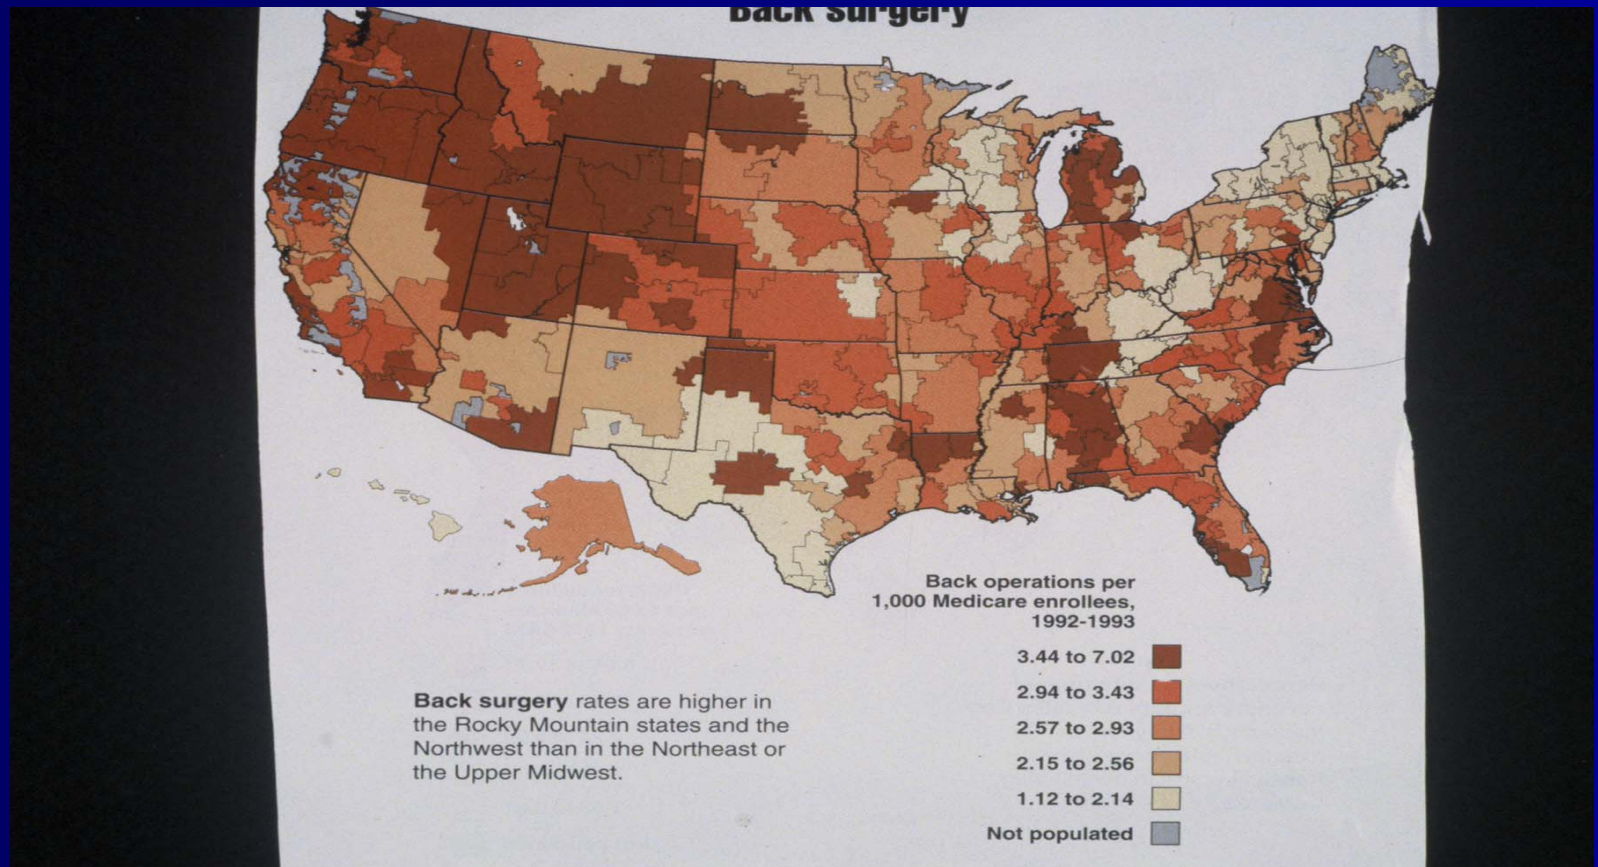 Back surgery
Back operations per
1,000 Medicare enrollees,
1992-1993
3.44 to 7.02
2.94 to 3.43
2.57 to 2.93
2.15 to 2.56
1.12 to 2.14
Not populated
Back surgery rates are higher in
the Rocky Mountain states and the
Northwest than in the Northeast or
the Upper Midwest.